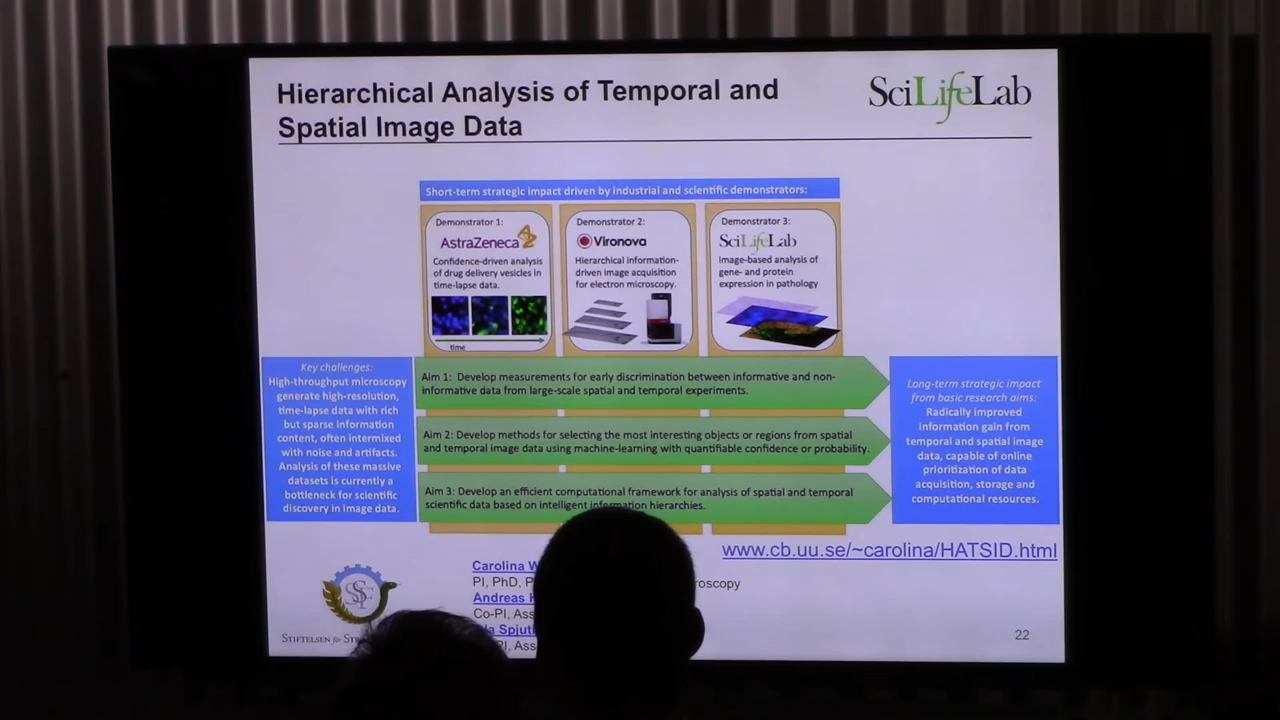 Hierarchical Analysis of Temporal and
Spatial Image Data
SciLifeLab
Short-term strategic impact driven by industrial and scientific demonstrators:
Demonstrator 1:
AstraZeneca
Confidence-driven analysis
of drug delivery vesicles in
time-lapse data.
time
Demonstrator 2:
Vironova
Hierarchical information-
driven image acquisition
for electron microscopy.
Demonstrator 3:
SciLifeLab
Image-based analysis of
gene- and protein
expression in pathology
Key challenges:
High-throughput microscopy
generate high-resolution,
time-lapse data with rich
but sparse information
content, often intermixed
with noise and artifacts.
Analysis of these massive
datasets is currently a
bottleneck for scientific
discovery in image data.
Aim 1: Develop measurements for early discrimination between informative and non-
informative data from large-scale spatial and temporal experiments.
Aim 2: Develop methods for selecting the most interesting objects or regions from spatial
and temporal image data using machine-learning with quantifiable confidence or probability.
Aim 3: Develop an efficient computational framework for analysis of spatial and temporal
scientific data based on intelligent information hierarchies.
Long-term strategic impact
from basic research aims:
Radically improved
information gain from
temporal and spatial image
data, capable of online
prioritization of data
acquisition, storage and
computational resources.
www.cb.uu.se/~carolina/HATSID.html
Carolina W
PI, PhD, P roscopy
Andreas H
Co-PI, Ass
la Spjut
PI, Ass
SSF
STIFTELSEN för STR
22